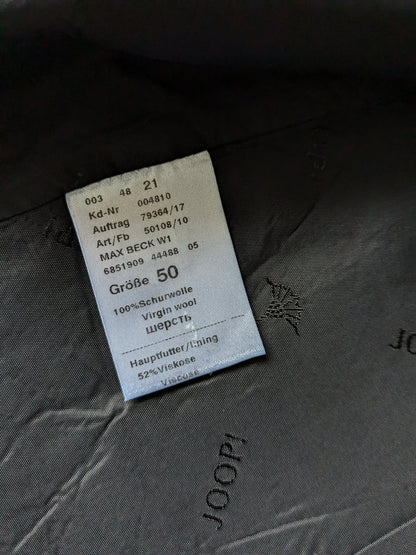 003 48 21
Kd-Nr 004810
Auftrag 79364/17
Art/Fb 50108/10
MAX BECK W1
6851909 44488 05
Größe 50
100%Schurwolle
Virgin wool
шерсть
Hauptfutter/lining
52%Viskose
Viscose
JOOP!